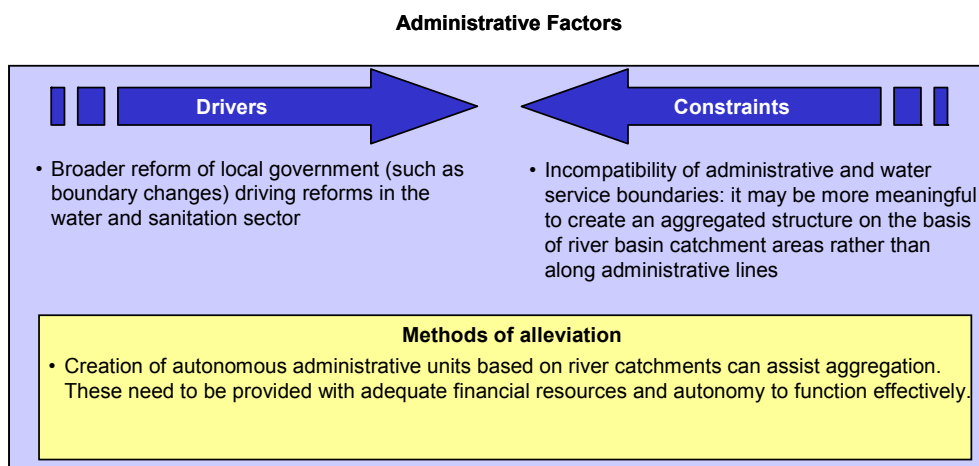 Administrative Factors
Drivers
• Broader reform of local government (such as
boundary changes) driving reforms in the
water and sanitation sector
Constraints
• Incompatibility of administrative and water
service boundaries: it may be more meaningful
to create an aggregated structure on the basis
of river basin catchment areas rather than
along administrative lines
Methods of alleviation
• Creation of autonomous administrative units based on river catchments can assist aggregation.
These need to be provided with adequate financial resources and autonomy to function effectively.